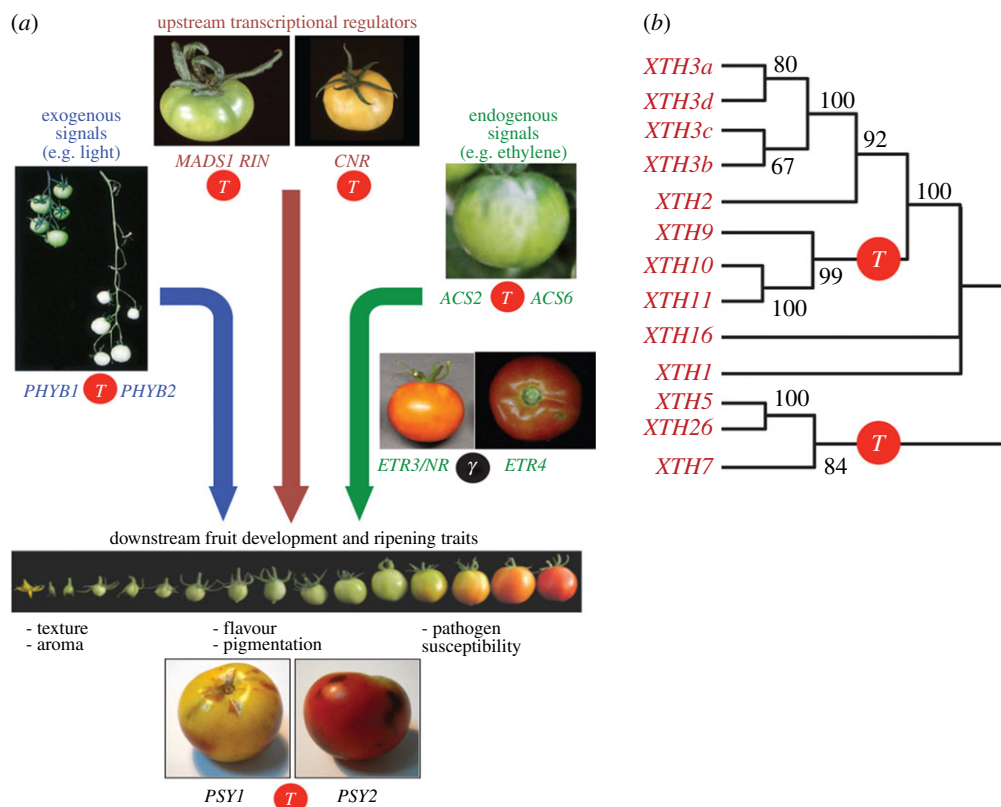 (a)
upstream transcriptional regulators
exogenous
signals
(e.g. light)
endogenous
signals
(e.g. ethylene)
MADS1 RIN
CNR
T
T
ACS2 T ACS6
PHYB1 T PHYB2
ETR3/NR γ ETR4
downstream fruit development and ripening traits
- texture
- aroma
- flavour
- pigmentation
- pathogen
susceptibility
PSY1 T PSY2
(b)
XTH3a
80
XTH3d
100
XTH3c
92
XTH3b
67
XTH2
100
XTH9
T
XTH10
99
XTH11
100
XTH16
XTH1
XTH5
100
XTH26
T
XTH7
84